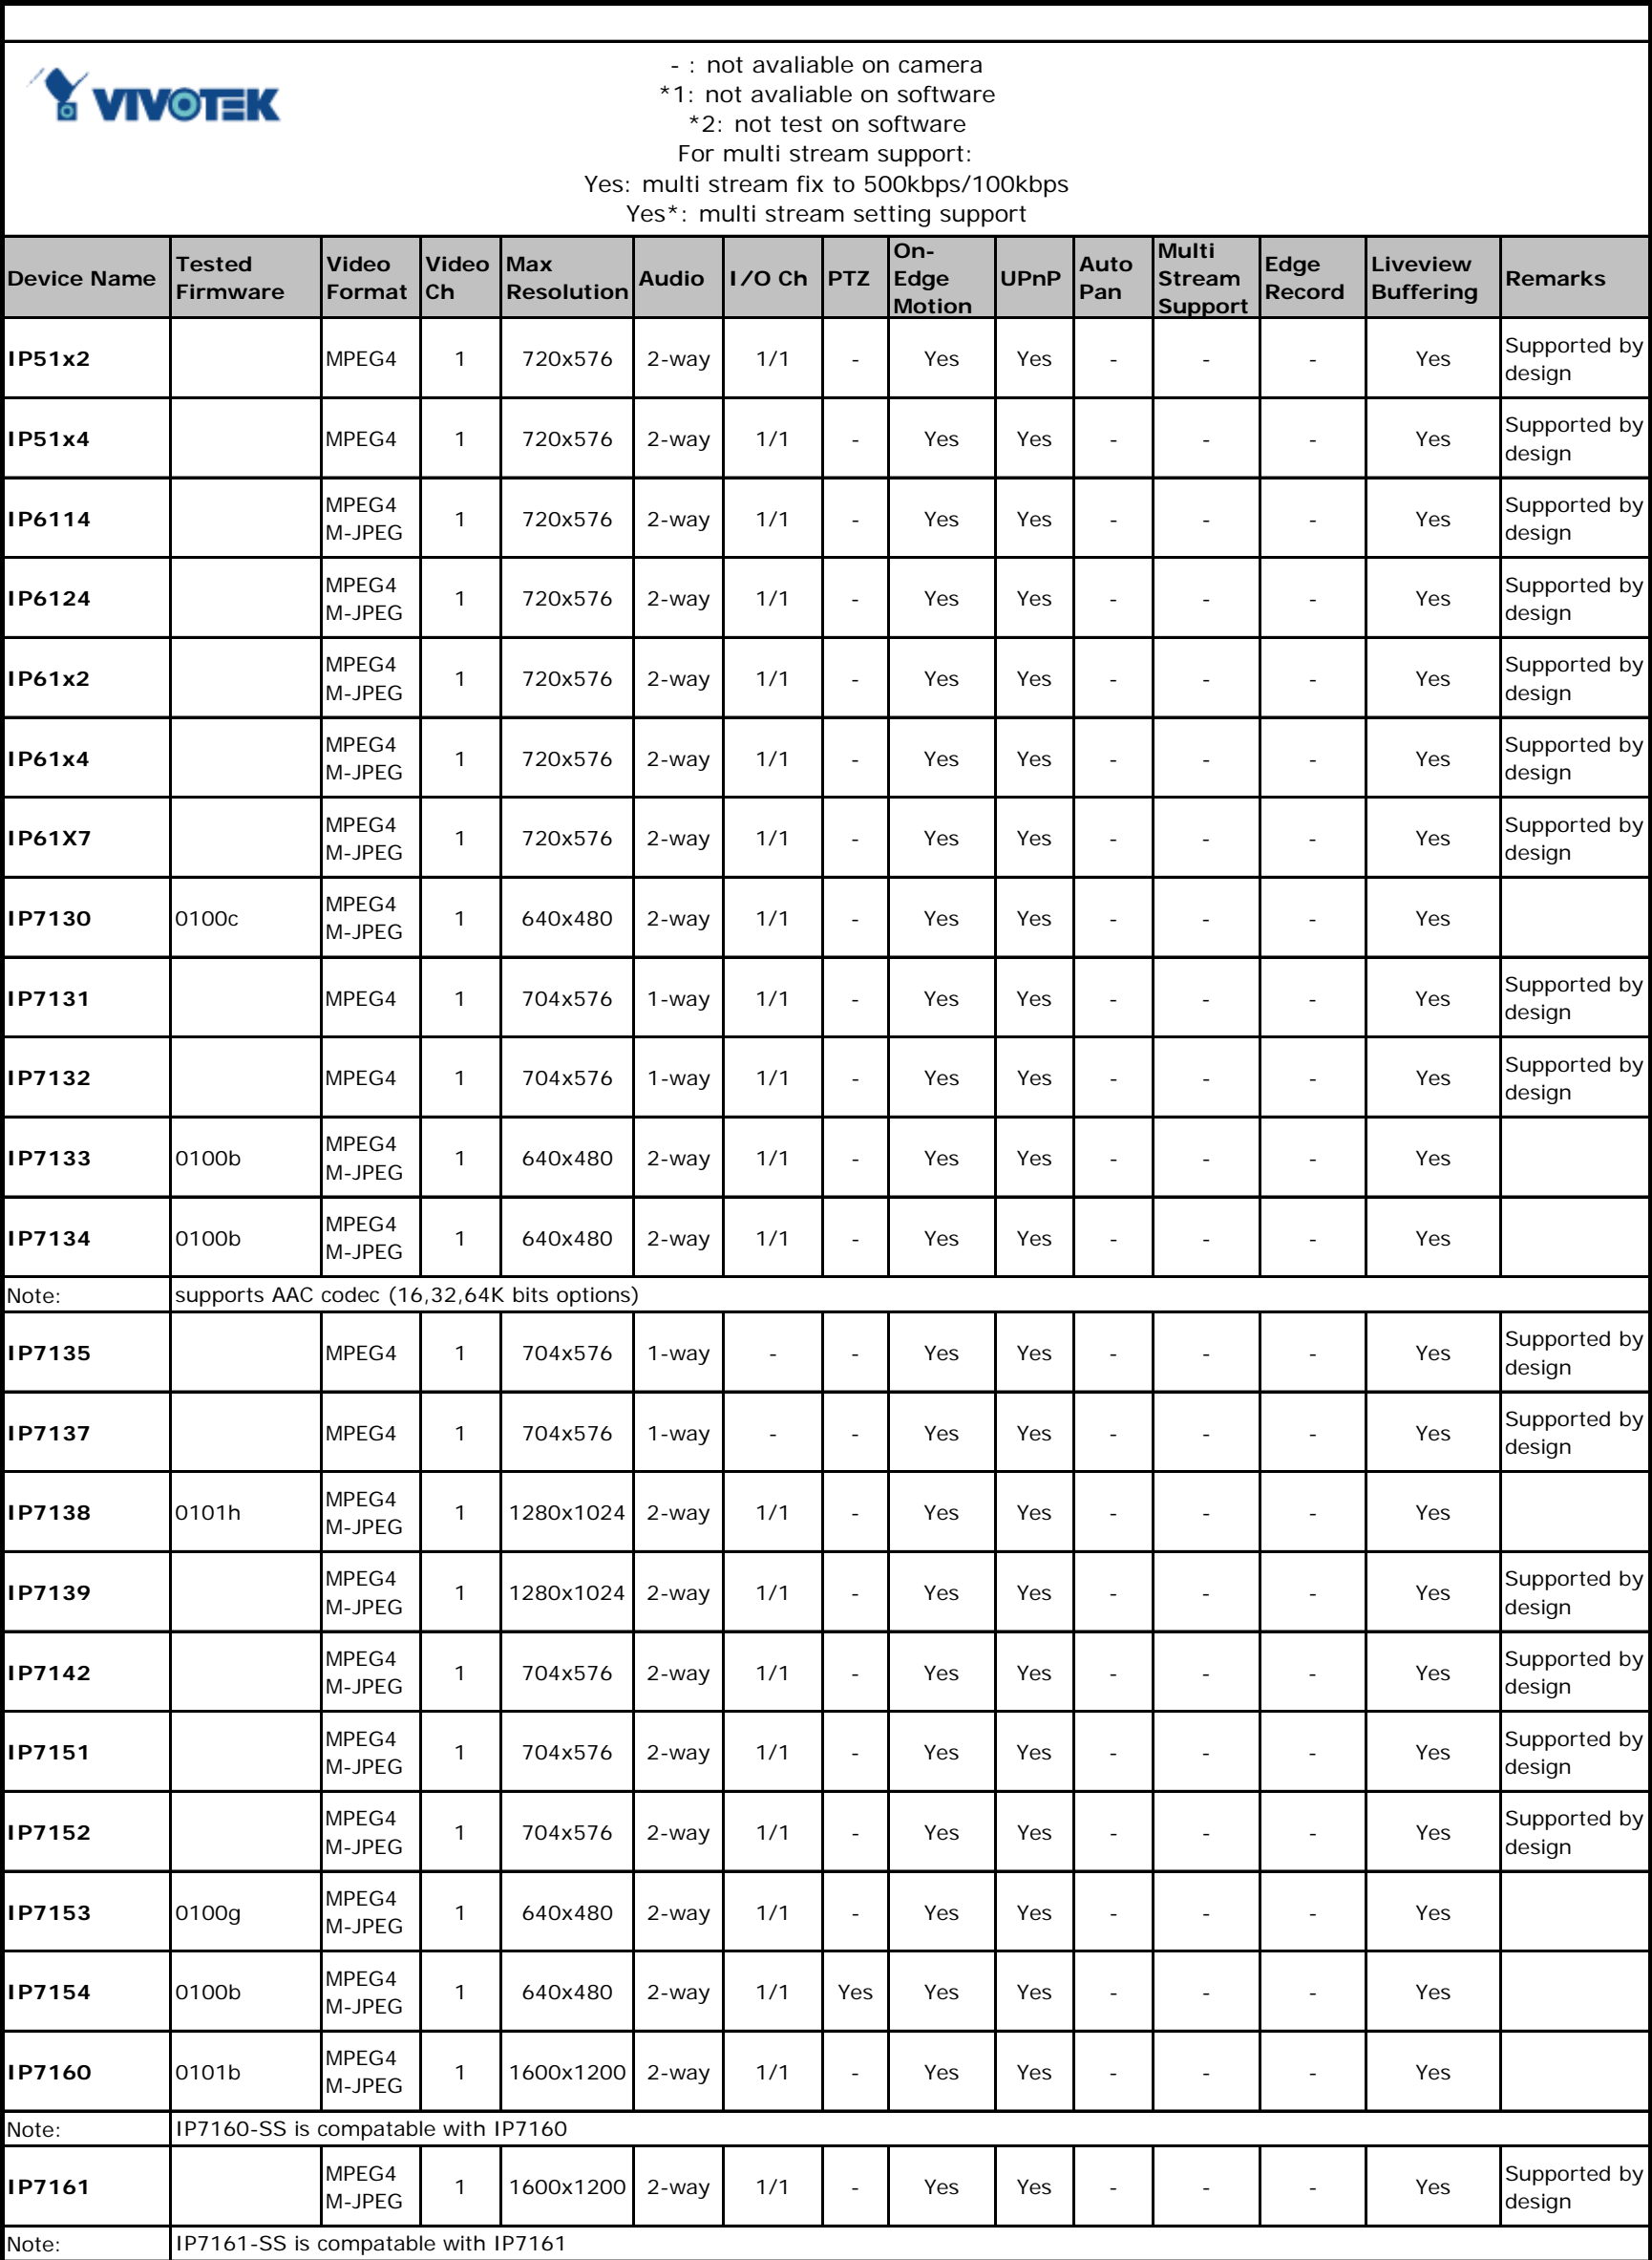 VIVOTEK
- : not avaliable on camera
*1: not avaliable on software
*2: not test on software
For multi stream support:
Yes: multi stream fix to 500kbps/100kbps
Yes*: multi stream setting support
Device Name Tested Firmware Video Format Video Ch Max Resolution Audio I/O Ch PTZ On-Edge Motion UPnP Auto Pan Multi Stream Support Edge Record Liveview Buffering Remarks
IP51x2 MPEG4 1 720x576 2-way 1/1 - Yes Yes - - - Yes Supported by design
IP51x4 MPEG4 1 720x576 2-way 1/1 - Yes Yes - - - Yes Supported by design
IP6114 MPEG4 M-JPEG 1 720x576 2-way 1/1 - Yes Yes - - - Yes Supported by design
IP6124 MPEG4 M-JPEG 1 720x576 2-way 1/1 - Yes Yes - - - Yes Supported by design
IP61x2 MPEG4 M-JPEG 1 720x576 2-way 1/1 - Yes Yes - - - Yes Supported by design
IP61x4 MPEG4 M-JPEG 1 720x576 2-way 1/1 - Yes Yes - - - Yes Supported by design
IP61X7 MPEG4 M-JPEG 1 720x576 2-way 1/1 - Yes Yes - - - Yes Supported by design
IP7130 0100c MPEG4 M-JPEG 1 640x480 2-way 1/1 - Yes Yes - - - Yes
IP7131 MPEG4 1 704x576 1-way 1/1 - Yes Yes - - - Yes Supported by design
IP7132 MPEG4 1 704x576 1-way 1/1 - Yes Yes - - - Yes Supported by design
IP7133 0100b MPEG4 M-JPEG 1 640x480 2-way 1/1 - Yes Yes - - - Yes
IP7134 0100b MPEG4 M-JPEG 1 640x480 2-way 1/1 - Yes Yes - - - Yes
Note: supports AAC codec (16,32,64K bits options)
IP7135 MPEG4 1 704x576 1-way - - Yes Yes - - - Yes Supported by design
IP7137 MPEG4 1 704x576 1-way - - Yes Yes - - - Yes Supported by design
IP7138 0101h MPEG4 M-JPEG 1 1280x1024 2-way 1/1 - Yes Yes - - - Yes
IP7139 MPEG4 M-JPEG 1 1280x1024 2-way 1/1 - Yes Yes - - - Yes Supported by design
IP7142 MPEG4 M-JPEG 1 704x576 2-way 1/1 - Yes Yes - - - Yes Supported by design
IP7151 MPEG4 M-JPEG 1 704x576 2-way 1/1 - Yes Yes - - - Yes Supported by design
IP7152 MPEG4 M-JPEG 1 704x576 2-way 1/1 - Yes Yes - - - Yes Supported by design
IP7153 0100g MPEG4 M-JPEG 1 640x480 2-way 1/1 - Yes Yes - - - Yes
IP7154 0100b MPEG4 M-JPEG 1 640x480 2-way 1/1 Yes Yes Yes - - - Yes
IP7160 0101b MPEG4 M-JPEG 1 1600x1200 2-way 1/1 - Yes Yes - - - Yes
Note: IP7160-SS is compatable with IP7160
IP7161 MPEG4 M-JPEG 1 1600x1200 2-way 1/1 - Yes Yes - - - Yes Supported by design
Note: IP7161-SS is compatable with IP7161